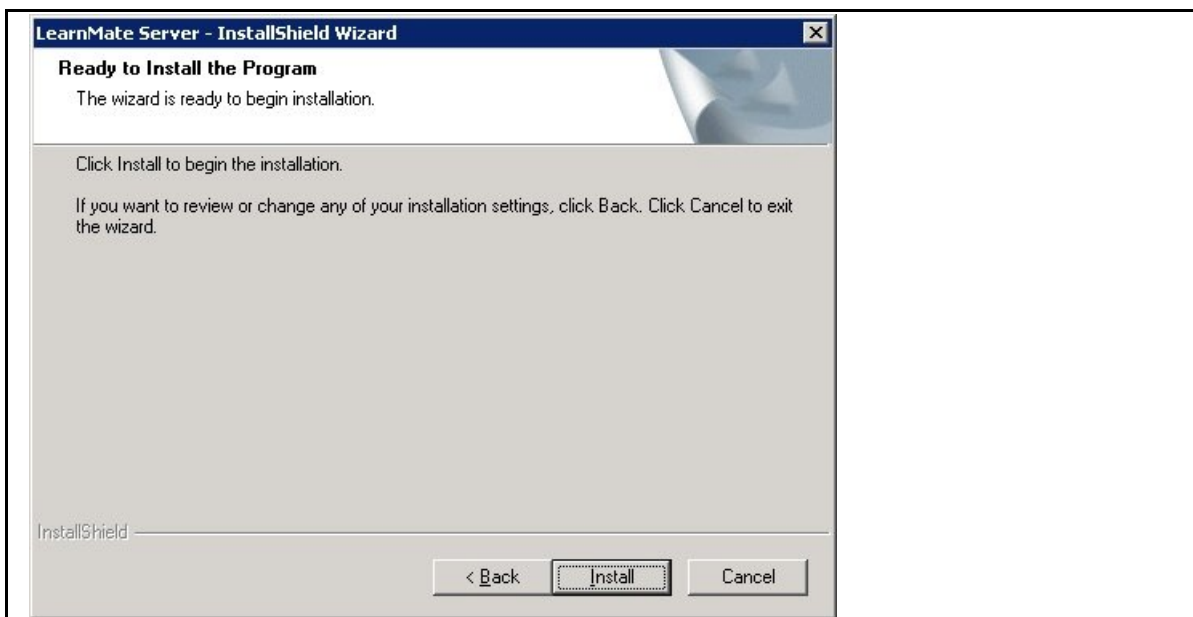 LearnMate Server - InstallShield Wizard
Ready to Install the Program
The wizard is ready to begin installation.
Click Install to begin the installation.
If you want to review or change any of your installation settings, click Back. Click Cancel to exit
the wizard.
InstallShield
< Back Install Cancel